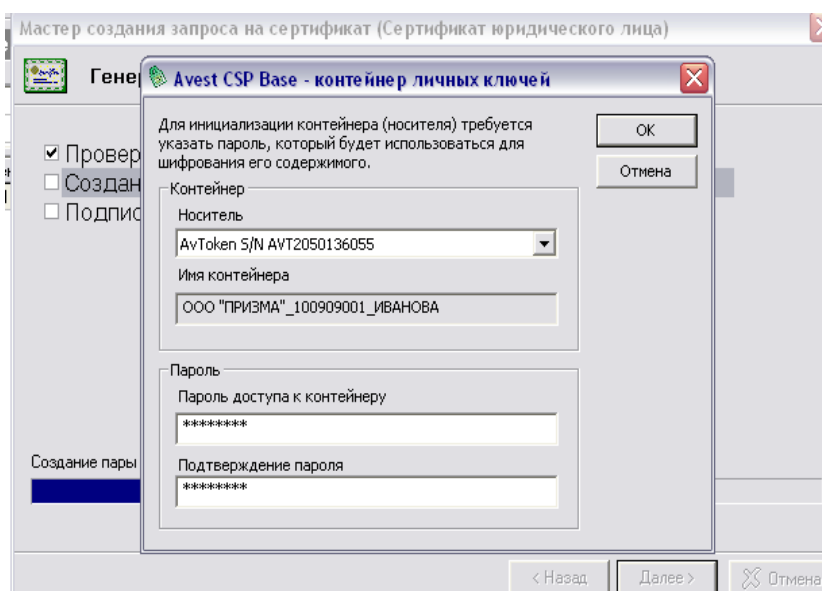 Мастер создания запроса на сертификат (Сертификат юридического лица)
Avest CSP Base - контейнер личных ключей
Для инициализации контейнера (носителя) требуется
указать пароль, который будет использоваться для
шифрования его содержимого.
OK
Отмена
Контейнер
Носитель
AvToken S/N AVT2050136055
Имя контейнера
ООО "ПРИЗМА"_100909001_ИВАНОВА
Пароль
Пароль доступа к контейнеру
********
Подтверждение пароля
********
Генер
Провер
Создан
Подпис
Создание пары
< Назад
Далее >
Отмена